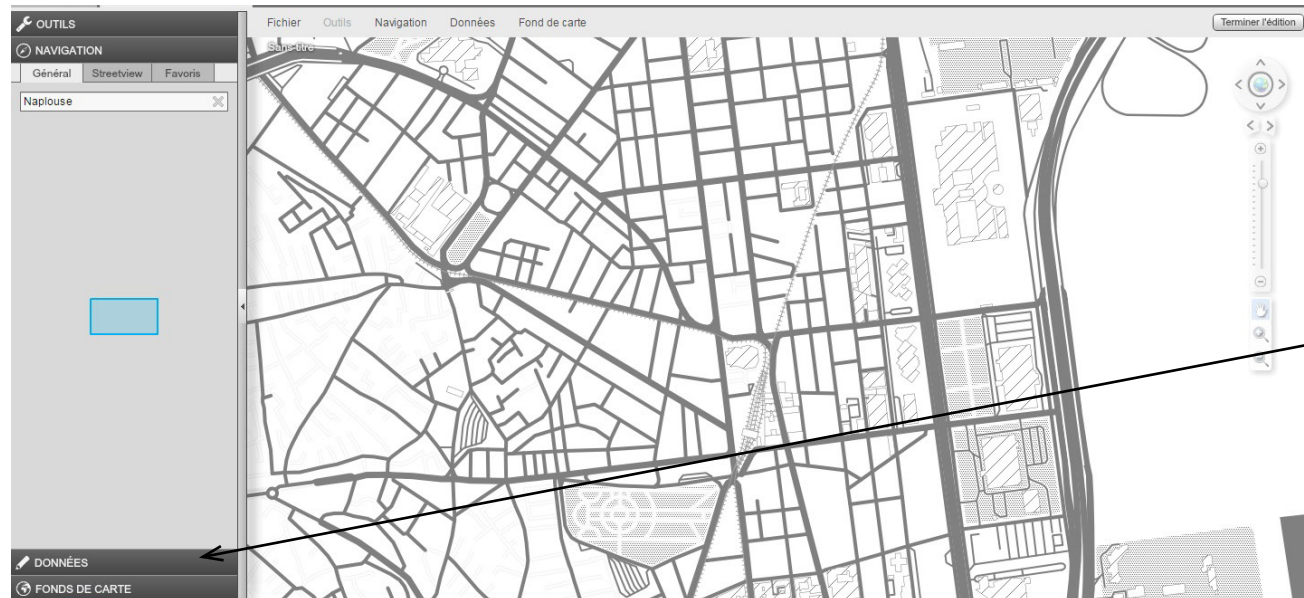 OUTILS
NAVIGATION
Général Streetview Favoris
Naplouse
DONNÉES
FONDS DE CARTE
Fichier Outils Navigation Données Fond de carte
Terminer l'édition
Sans-titre